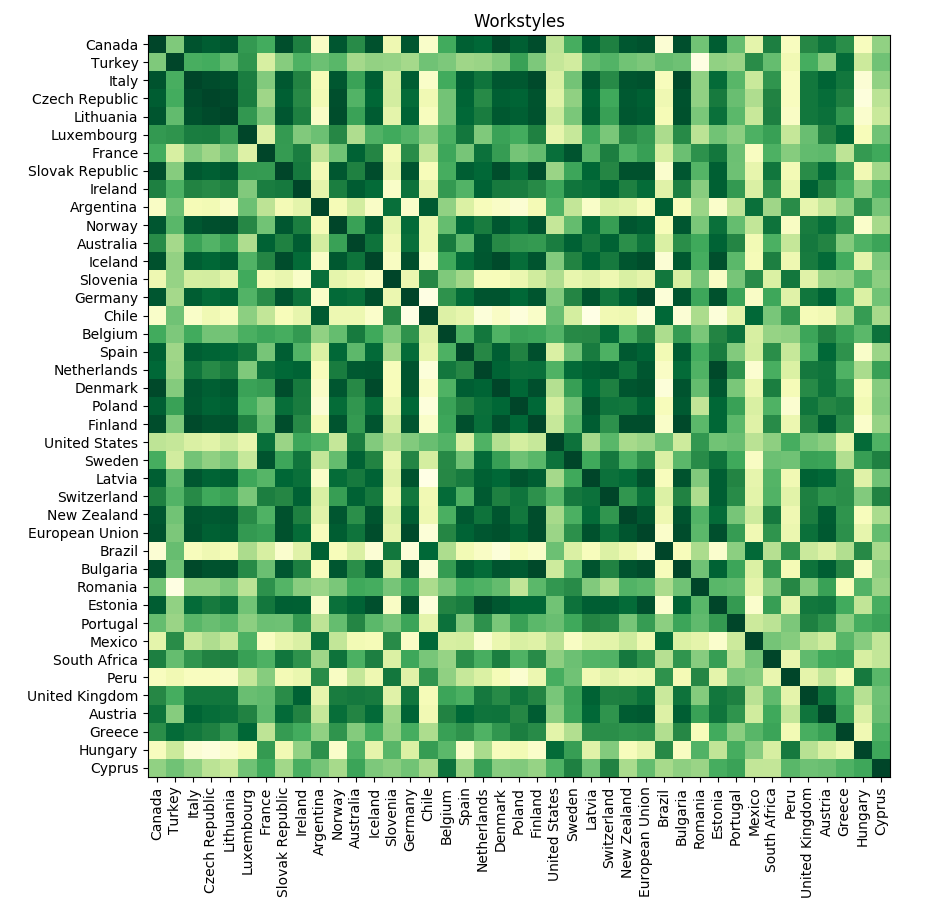 Workstyles
Canada
Turkey
Italy
Czech Republic
Lithuania
Luxembourg
France
Slovak Republic
Ireland
Argentina
Norway
Australia
Iceland
Slovenia
Germany
Chile
Belgium
Spain
Netherlands
Denmark
Poland
Finland
United States
Sweden
Latvia
Switzerland
New Zealand
European Union
Brazil
Bulgaria
Romania
Estonia
Portugal
Mexico
South Africa
Peru
United Kingdom
Austria
Greece
Hungary
Cyprus
Canada
Turkey
Italy
Czech Republic
Lithuania
Luxembourg
France
Slovak Republic
Ireland
Argentina
Norway
Australia
Iceland
Slovenia
Germany
Chile
Belgium
Spain
Netherlands
Denmark
Poland
Finland
United States
Sweden
Latvia
Switzerland
New Zealand
European Union
Brazil
Bulgaria
Romania
Estonia
Portugal
Mexico
South Africa
Peru
United Kingdom
Austria
Greece
Hungary
Cyprus